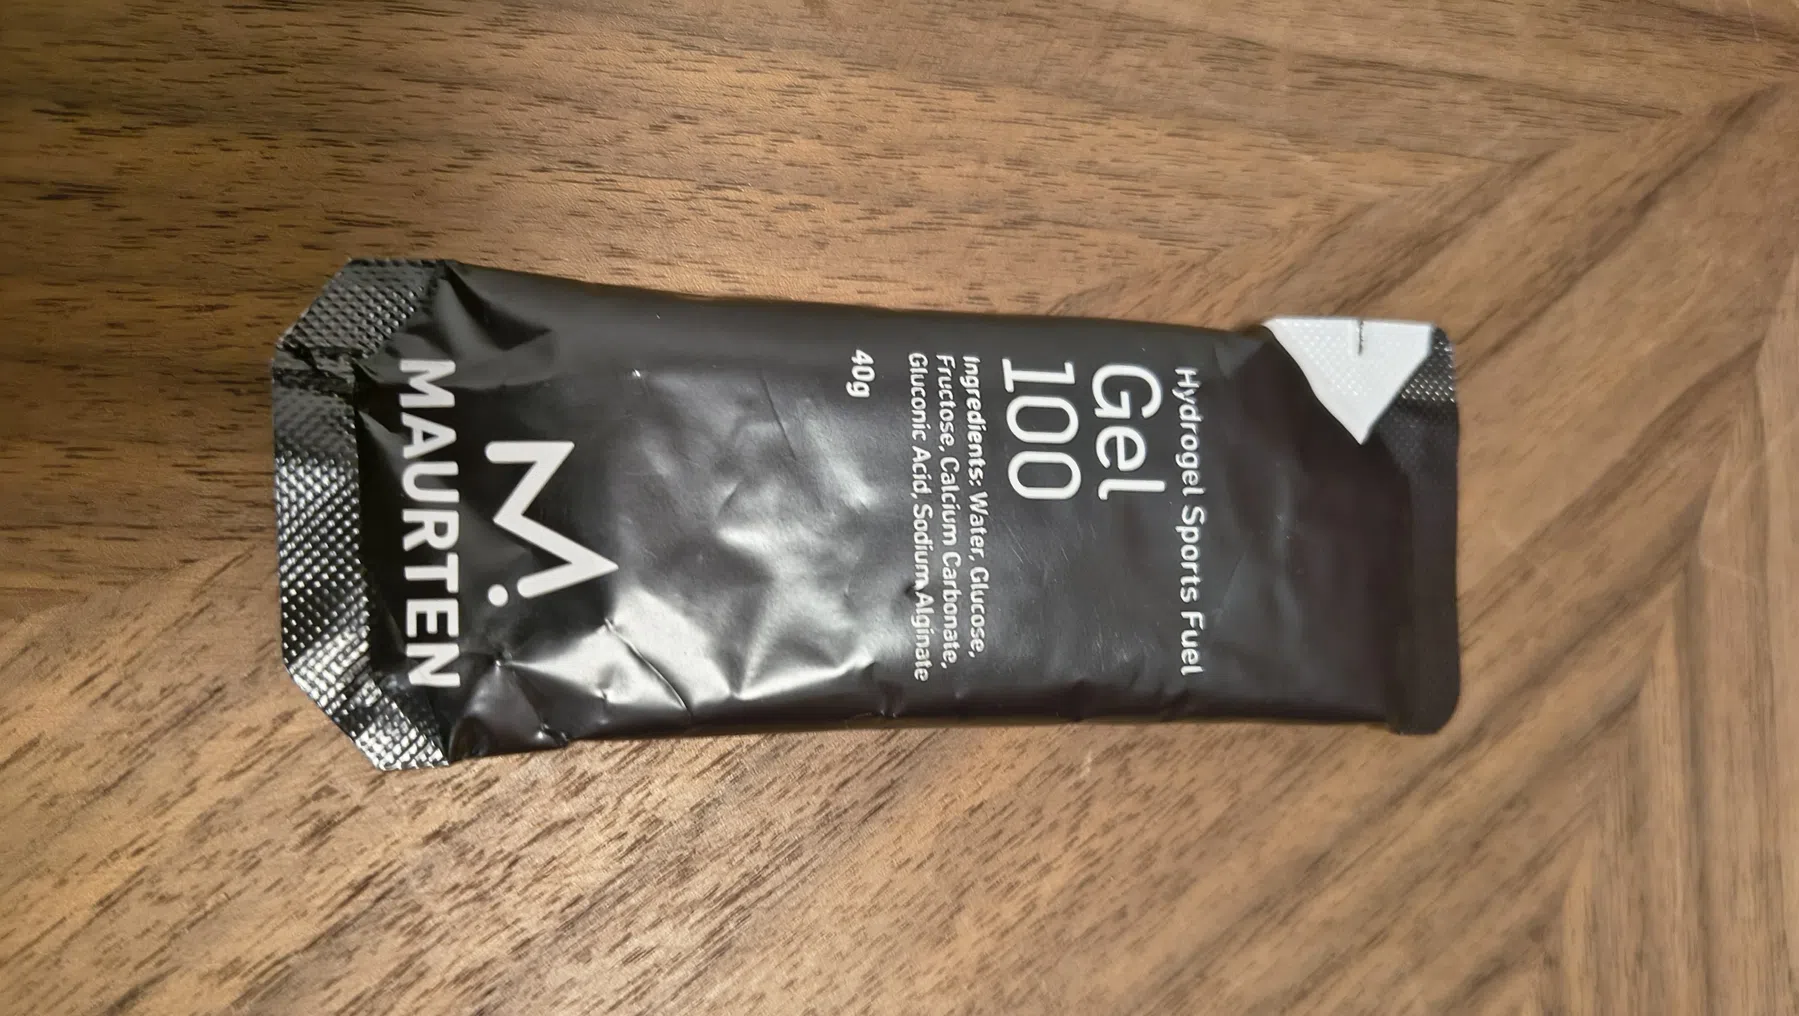 Hydrogel Sports Fuel
Gel
100
Ingredients: Water, Glucose,
Fructose, Calcium Carbonate,
Gluconic Acid, Sodium Alginate
40g
M.
MAURTEN